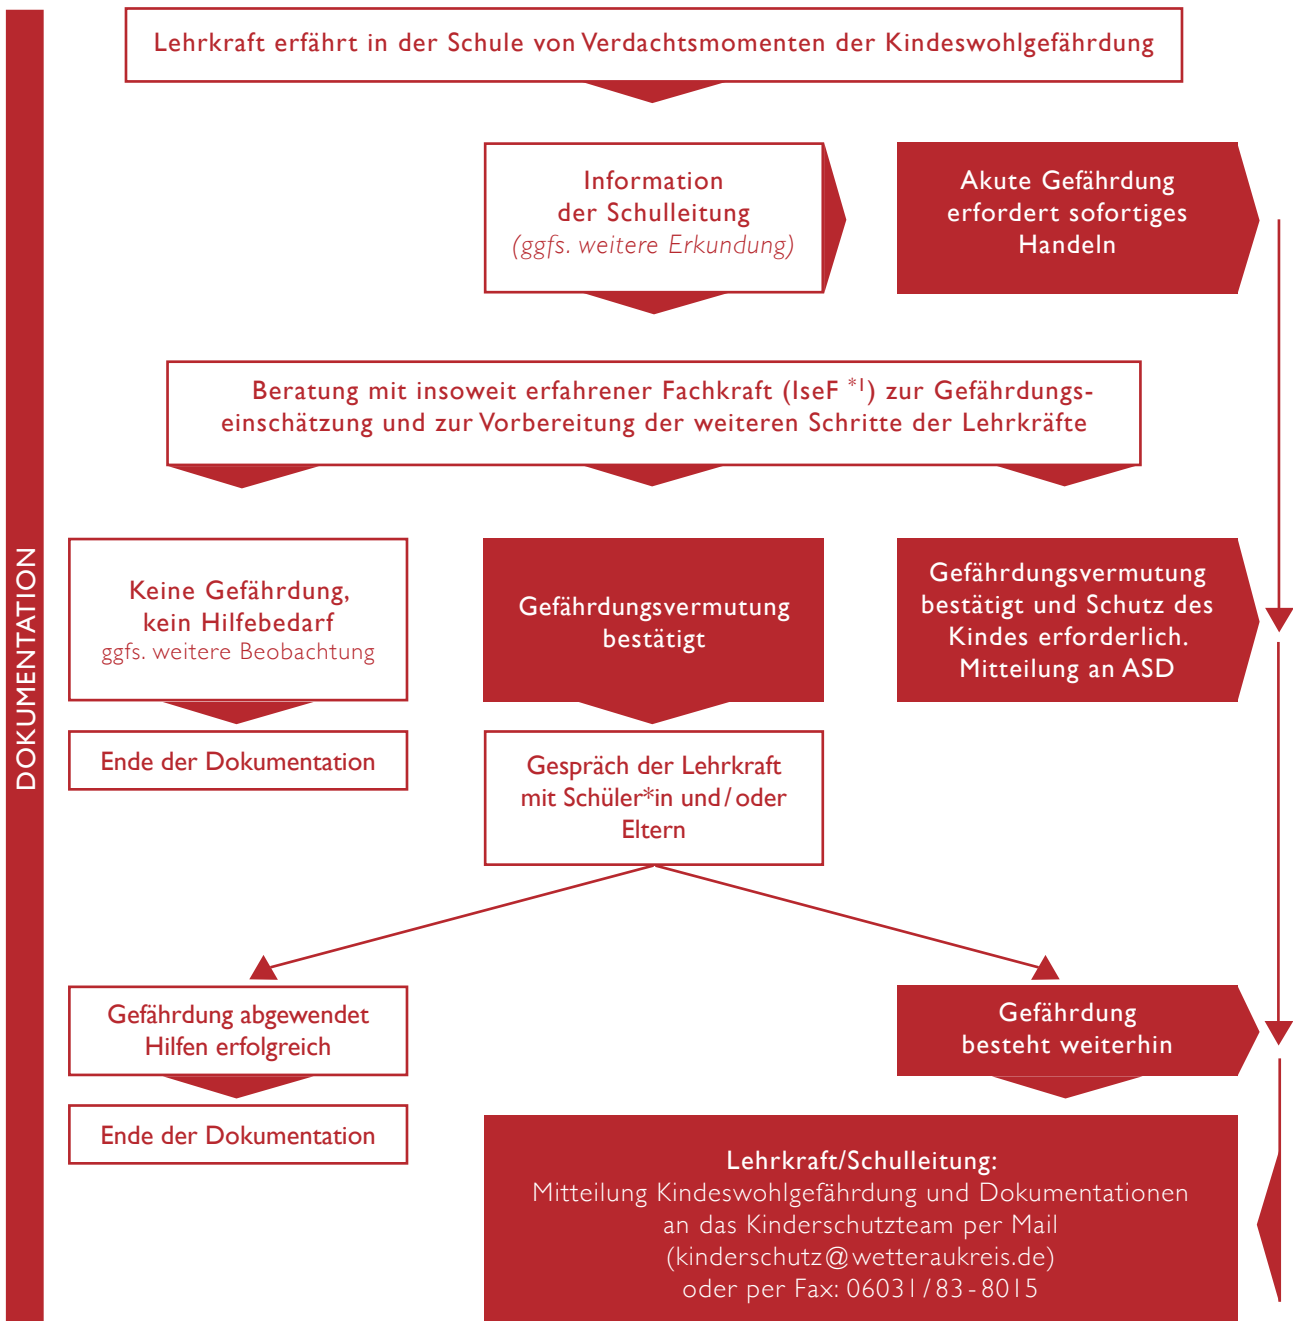 Lehrkraft erfährt in der Schule von Verdachtsmomenten der Kindeswohlgefährdung
Information
der Schulleitung
(ggfs. weitere Erkundung)
Akute Gefährdung
erfordert sofortiges
Handeln
Beratung mit insoweit erfahrener Fachkraft (IseF *1) zur Gefährdungs-
einschätzung und zur Vorbereitung der weiteren Schritte der Lehrkräfte
DOKUMENTATION
Keine Gefährdung,
kein Hilfebedarf
ggfs. weitere Beobachtung
Ende der Dokumentation
Gefährdungsvermutung
bestätigt
Gespräch der Lehrkraft
mit Schüler*in und/oder
Eltern
Gefährdungsvermutung
bestätigt und Schutz des
Kindes erforderlich.
Mitteilung an ASD
Gefährdung abgewendet
Hilfen erfolgreich
Ende der Dokumentation
Gefährdung
besteht weiterhin
Lehrkraft/Schulleitung:
Mitteilung Kindeswohlgefährdung und Dokumentationen
an das Kinderschutzteam per Mail
(kinderschutz@wetteraukreis.de)
oder per Fax: 06031/83-8015